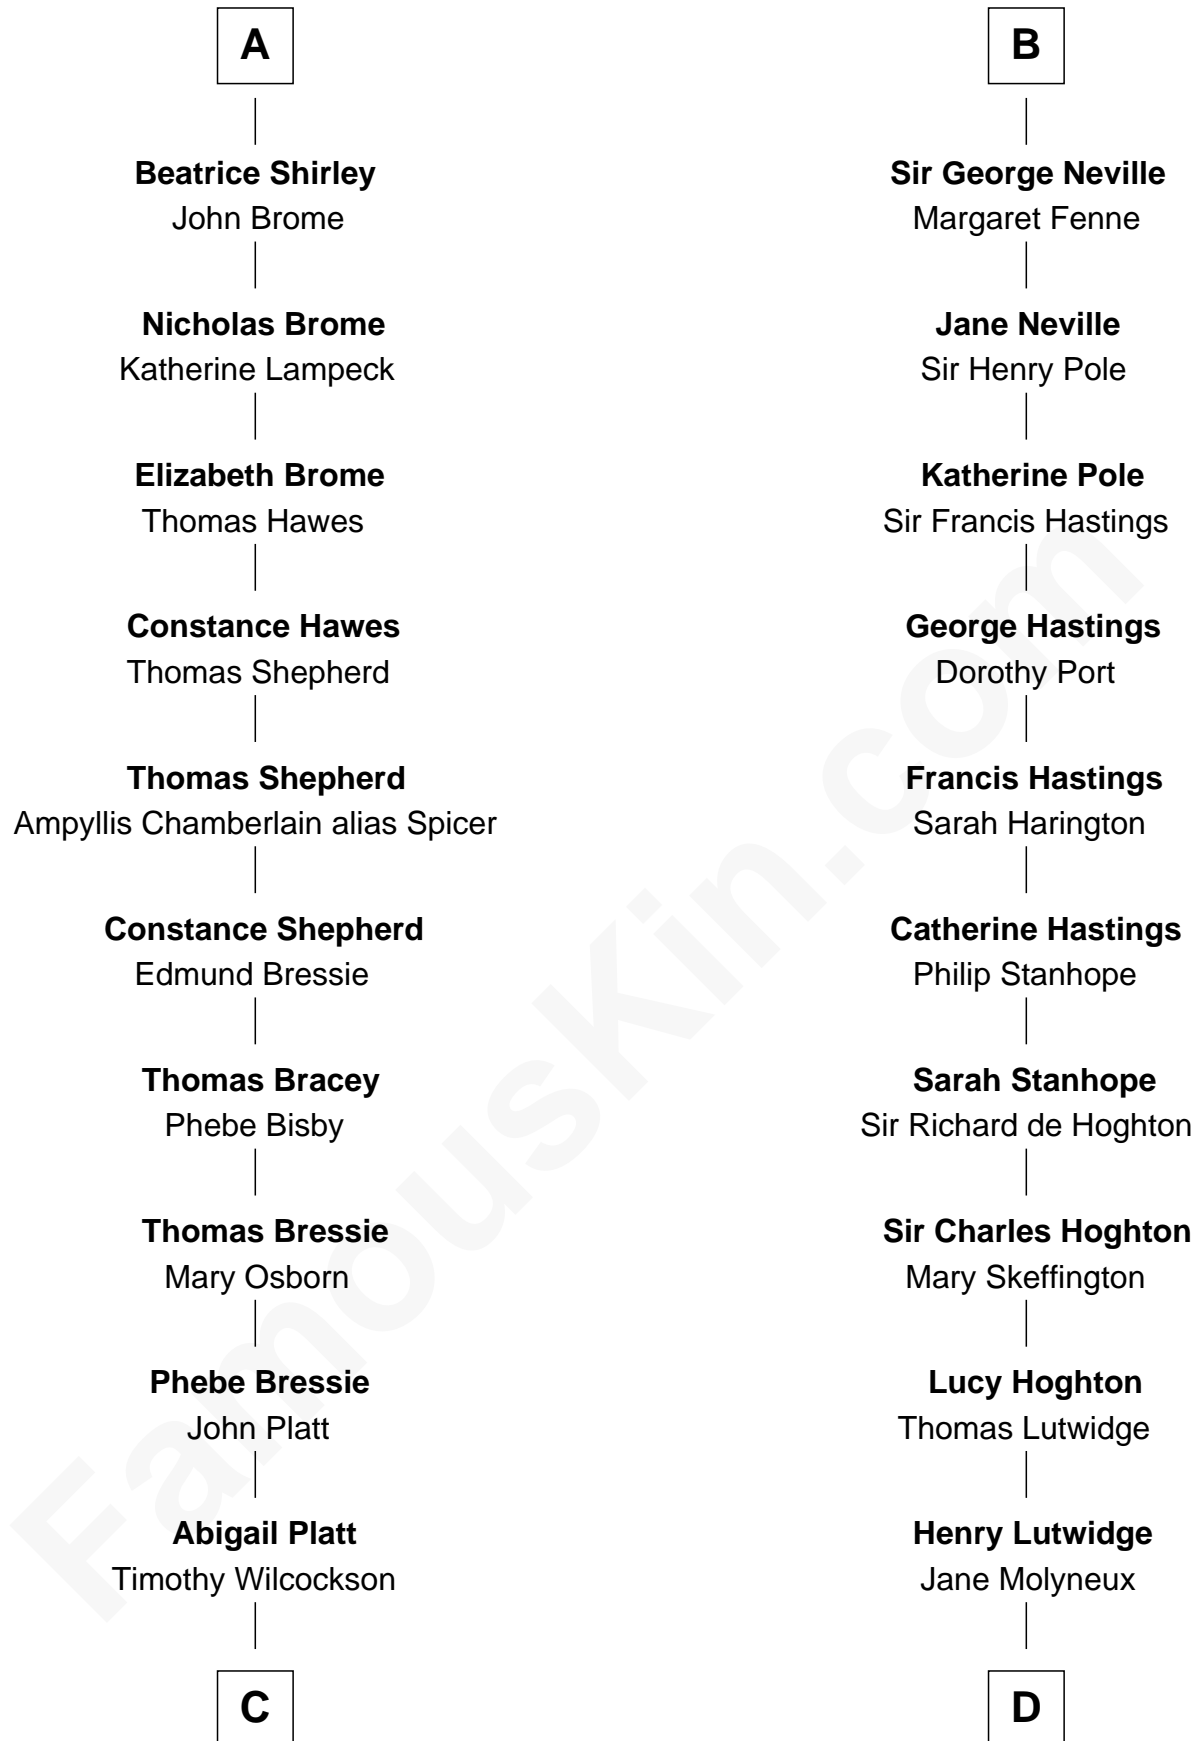 A
Beatrice Shirley
John Brome
Nicholas Brome
Katherine Lampeck
Elizabeth Brome
Thomas Hawes
Constance Hawes
Thomas Shepherd
Thomas Shepherd
Ampyllis Chamberlain alias Spicer
Constance Shepherd
Edmund Bressie
Thomas Bracey
Phebe Bisby
Thomas Bressie
Mary Osborn
Phebe Bressie
John Platt
Abigail Platt
Timothy Wilcockson
C
B
Sir George Neville
Margaret Fenne
Jane Neville
Sir Henry Pole
Katherine Pole
Sir Francis Hastings
George Hastings
Dorothy Port
Francis Hastings
Sarah Harington
Catherine Hastings
Philip Stanhope
Sarah Stanhope
Sir Richard de Hoghton
Sir Charles Hoghton
Mary Skeffington
Lucy Hoghton
Thomas Lutwidge
Henry Lutwidge
Jane Molyneux
D
FamousKin.com